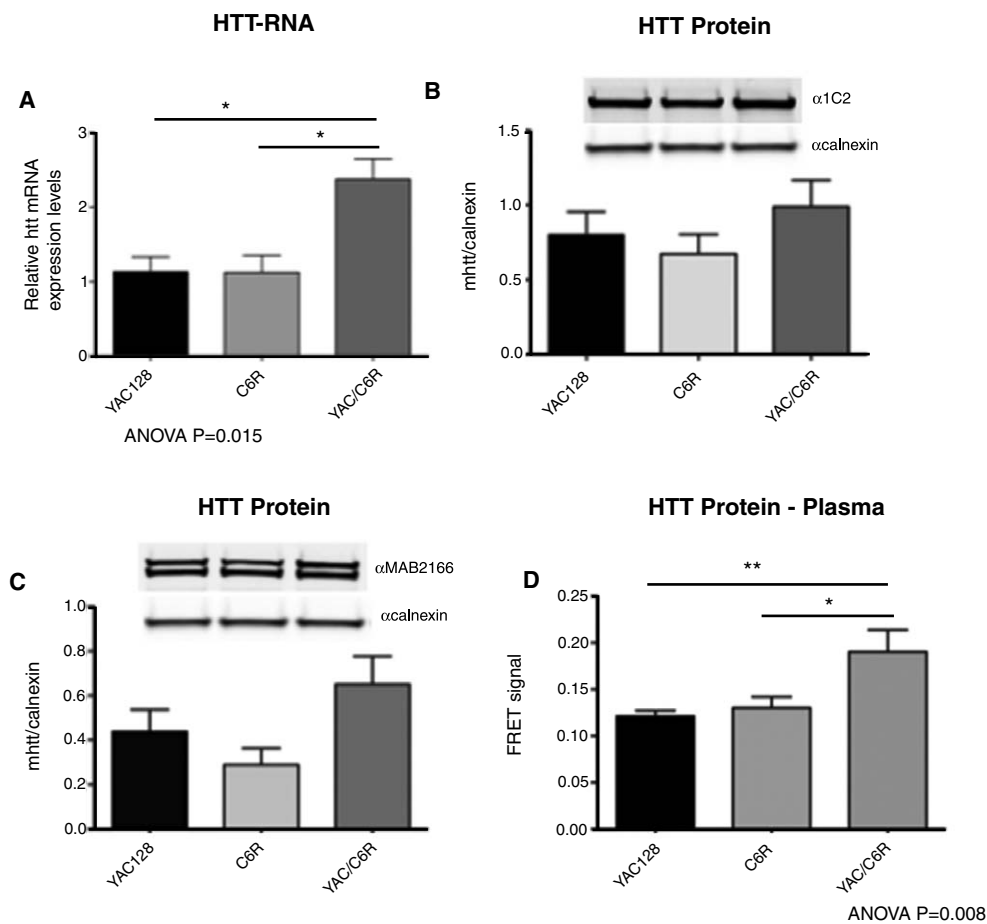 HTT-RNA
A
*
*
3
2
1
0
Relative htt mRNA
expression levels
YAC128
C6R
YAC/C6R
ANOVA P=0.015
HTT Protein
B
α1C2
αcalnexin
1.5
1.0
0.5
0.0
mhtt/calnexin
YAC128
C6R
YAC/C6R
HTT Protein
C
αMAB2166
αcalnexin
1.0
0.8
0.6
0.4
0.2
0.0
mhtt/calnexin
YAC128
C6R
YAC/C6R
HTT Protein - Plasma
D
**
*
0.25
0.20
0.15
0.10
0.05
0.00
FRET signal
YAC128
C6R
YAC/C6R
ANOVA P=0.008